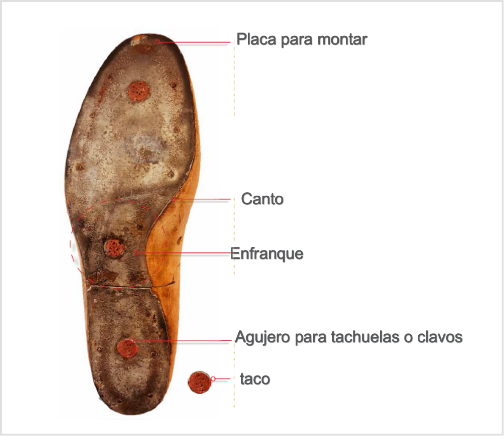 Placa para montar
Canto
Enfranque
Agujero para tachuelas o clavos
taco